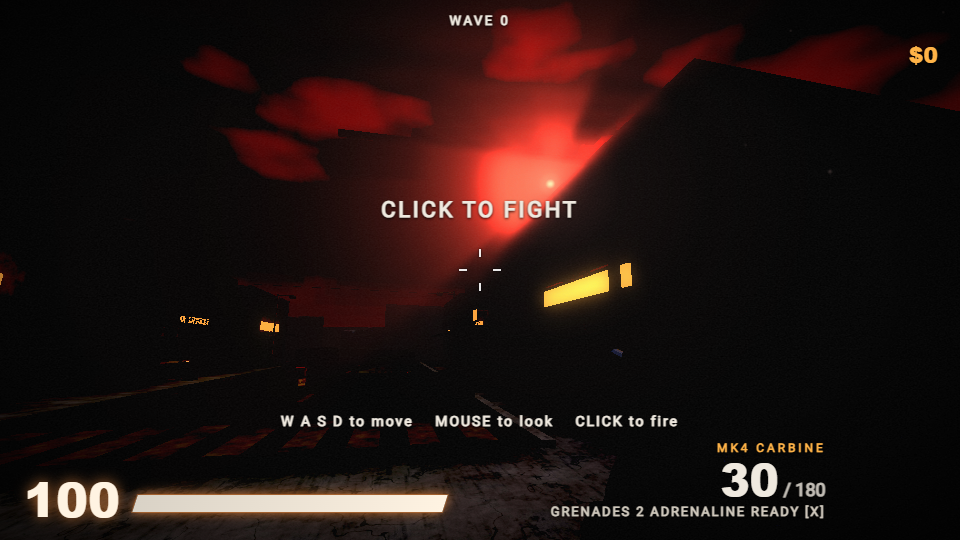 WAVE 0
$0
CLICK TO FIGHT
W A S D to move MOUSE to look CLICK to fire
MK4 CARBINE
100
30 / 180
GRENADES 2 ADRENALINE READY [X]